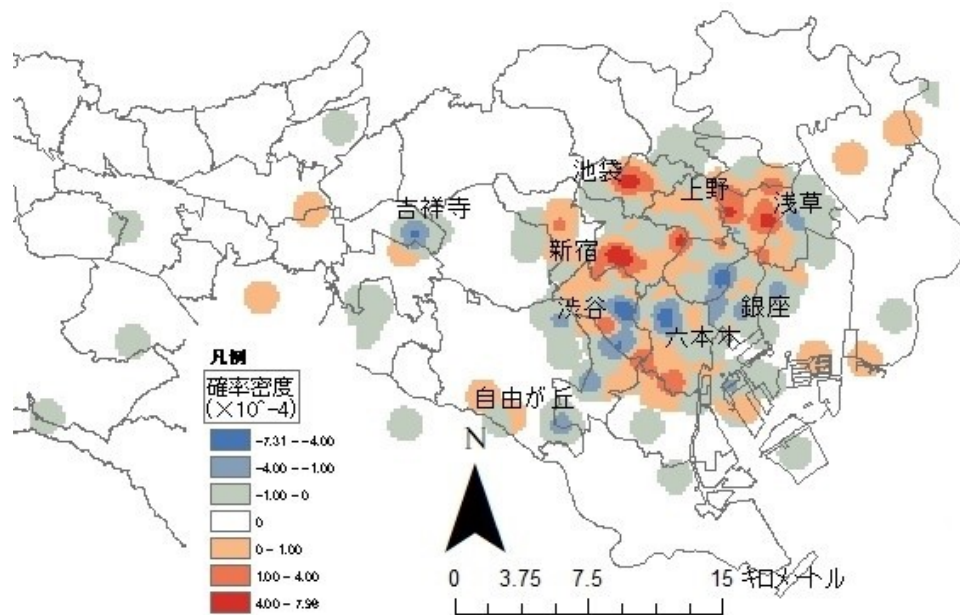 池袋
上野
浅草
吉祥寺
新宿
渋谷
銀座
六本木
自由が丘
凡例
確率密度
(×10^-4)
-7.31 - -4.00
-4.00 - -1.00
-1.00 - 0
0
0 - 1.00
1.00 - 4.00
4.00 - 7.98
N
0 3.75 7.5 15 キロメートル